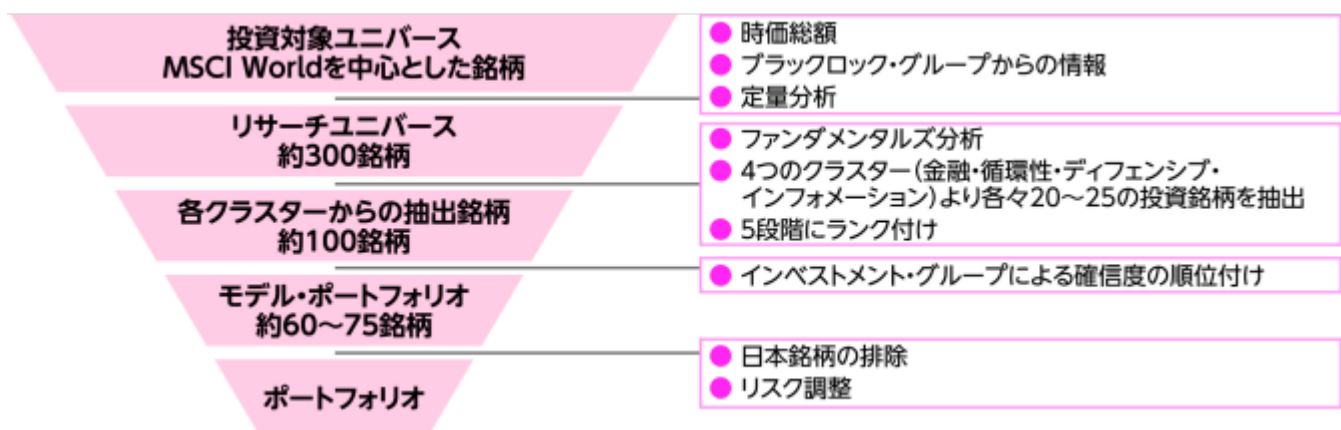 投資対象ユニバース
MSCI Worldを中心とした銘柄
● 時価総額
● ブラックロック・グループからの情報
● 定量分析
リサーチユニバース
約300銘柄
● ファンダメンタルズ分析
● 4つのクラスター（金融・循環性・ディフェンシブ・
インフォメーション）より各々20～25の投資銘柄を抽出
● 5段階にランク付け
各クラスターからの抽出銘柄
約100銘柄
● インベストメント・グループによる確信度の順位付け
モデル・ポートフォリオ
約60～75銘柄
● 日本銘柄の排除
● リスク調整
ポートフォリオ